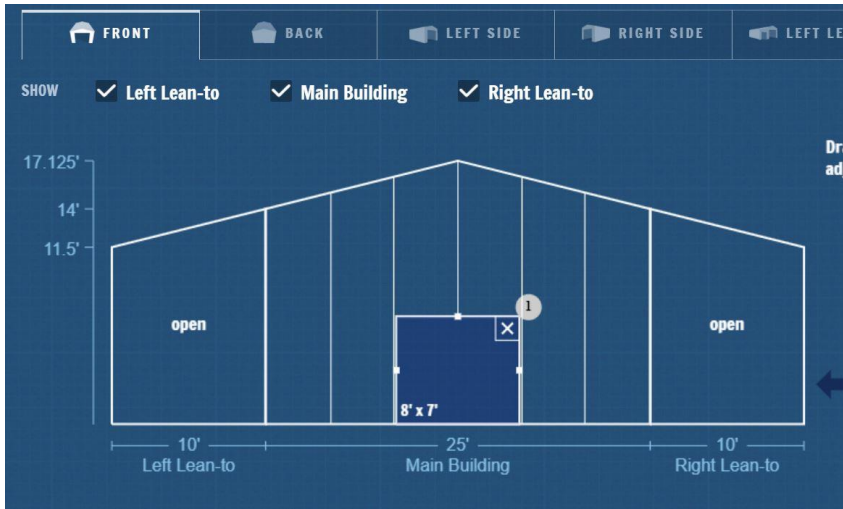 FRONT BACK LEFT SIDE RIGHT SIDE LEFT LE
SHOW Left Lean-to Main Building Right Lean-to
Dr
adj
17.125'
14'
11.5'
1
open open
8' x 7'
10' 25' 10'
Left Lean-to Main Building Right Lean-to